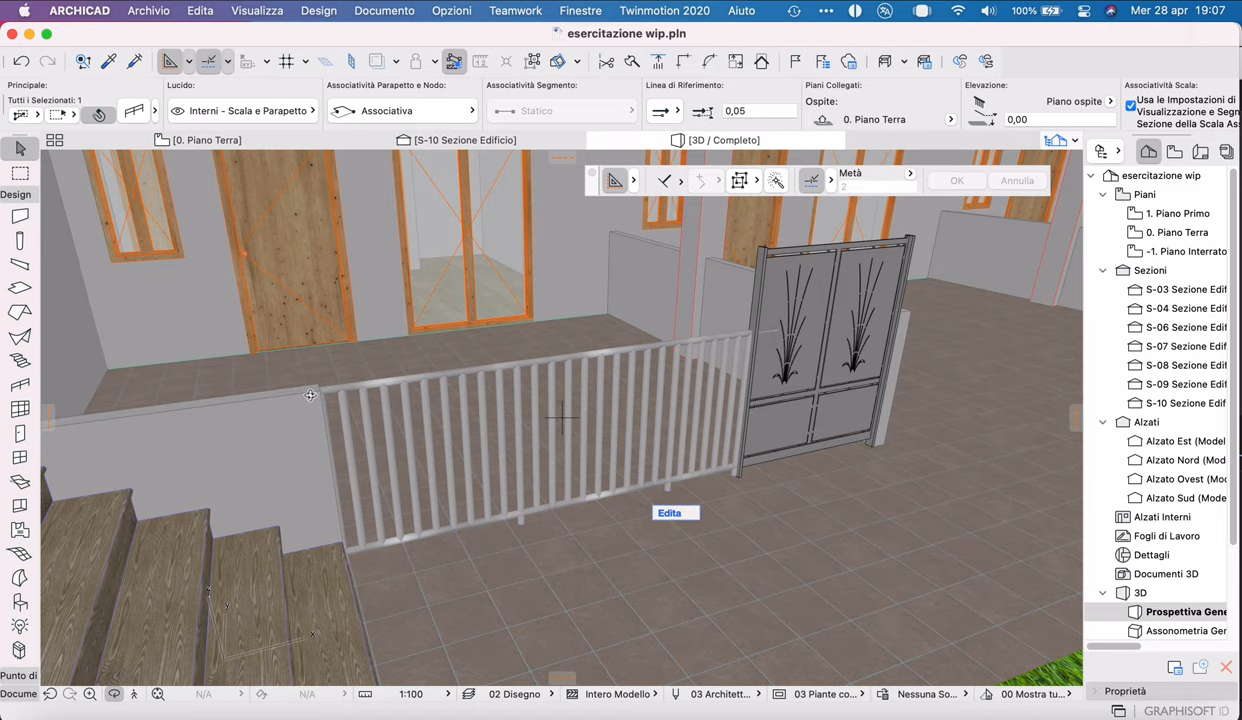 ARCHICAD Archivio Edita Visualizza Design Documento Opzioni Teamwork Finestre Twinmotion 2020 Aiuto 100% Mer 28 apr 19:07
esercitazione wip.pln
Principale: Lucido: Associatività Parapetto e Nodo: Associatività Segmento: Linea di Riferimento: Piani Collegati: Elevazione: Associatività Scala:
Tutti i Selezionati: 1
Interni - Scala e Parapetto
Associativa
Statico
0,05
Ospite:
0. Piano Terra
Piano ospite
0,00
Usa le Impostazioni di
Visualizzazione e Segn
Sezione della Scala Ass
[0. Piano Terra]
[S-10 Sezione Edificio]
[3D / Completo]
Metà
2
OK
Annulla
Design
Edita
esercitazione wip
Piani
1. Piano Primo
0. Piano Terra
-1. Piano Interrato
Sezioni
S-03 Sezione Edif
S-04 Sezione Edif
S-06 Sezione Edif
S-07 Sezione Edif
S-08 Sezione Edif
S-09 Sezione Edif
S-10 Sezione Edif
Alzati
Alzato Est (Model
Alzato Nord (Mod
Alzato Ovest (Mod
Alzato Sud (Mode
Alzati Interni
Fogli di Lavoro
Dettagli
Documenti 3D
3D
Prospettiva Gene
Assonometria Ger
Punto di
Docume
N/A
N/A
1:100
02 Disegno
Intero Modello
03 Architett...
03 Piante co...
Nessuna So...
00 Mostra tu...
Proprietà
GRAPHISOFT ID